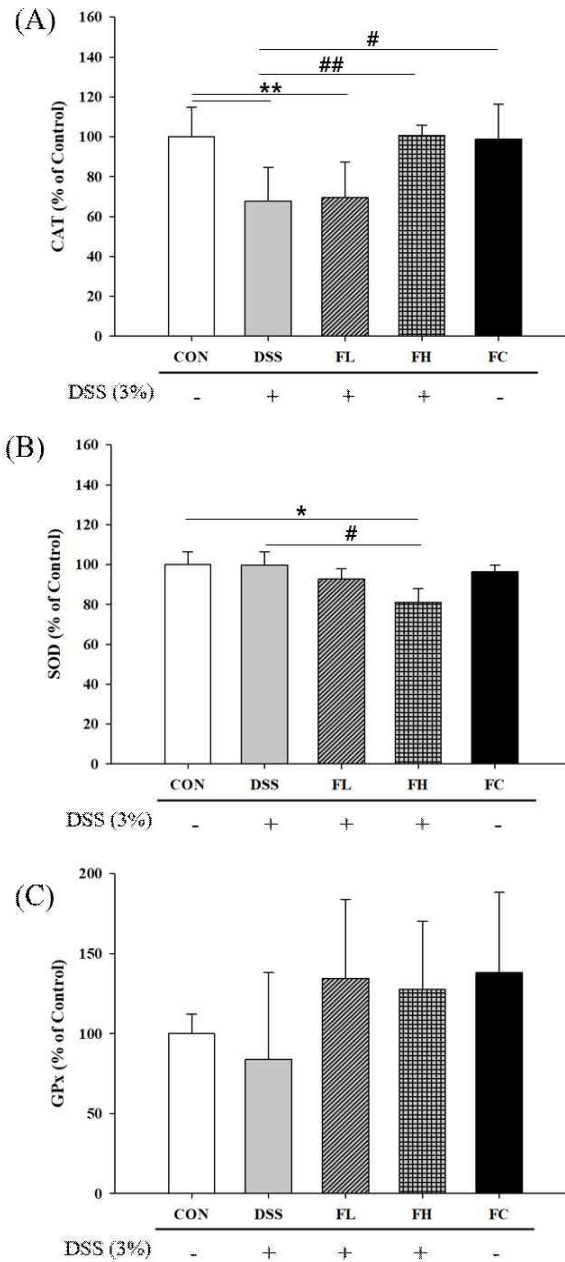 (A)
160
140
120
100
80
60
40
20
0
CAT (% of Control)
#
##
**
CON DSS FL FH FC
DSS (3%) - + + + -
(B)
160
140
120
100
80
60
40
20
0
SOD (% of Control)
*
#
CON DSS FL FH FC
DSS (3%) - + + + -
(C)
200
150
100
50
0
GPx (% of Control)
CON DSS FL FH FC
DSS (3%) - + + + -